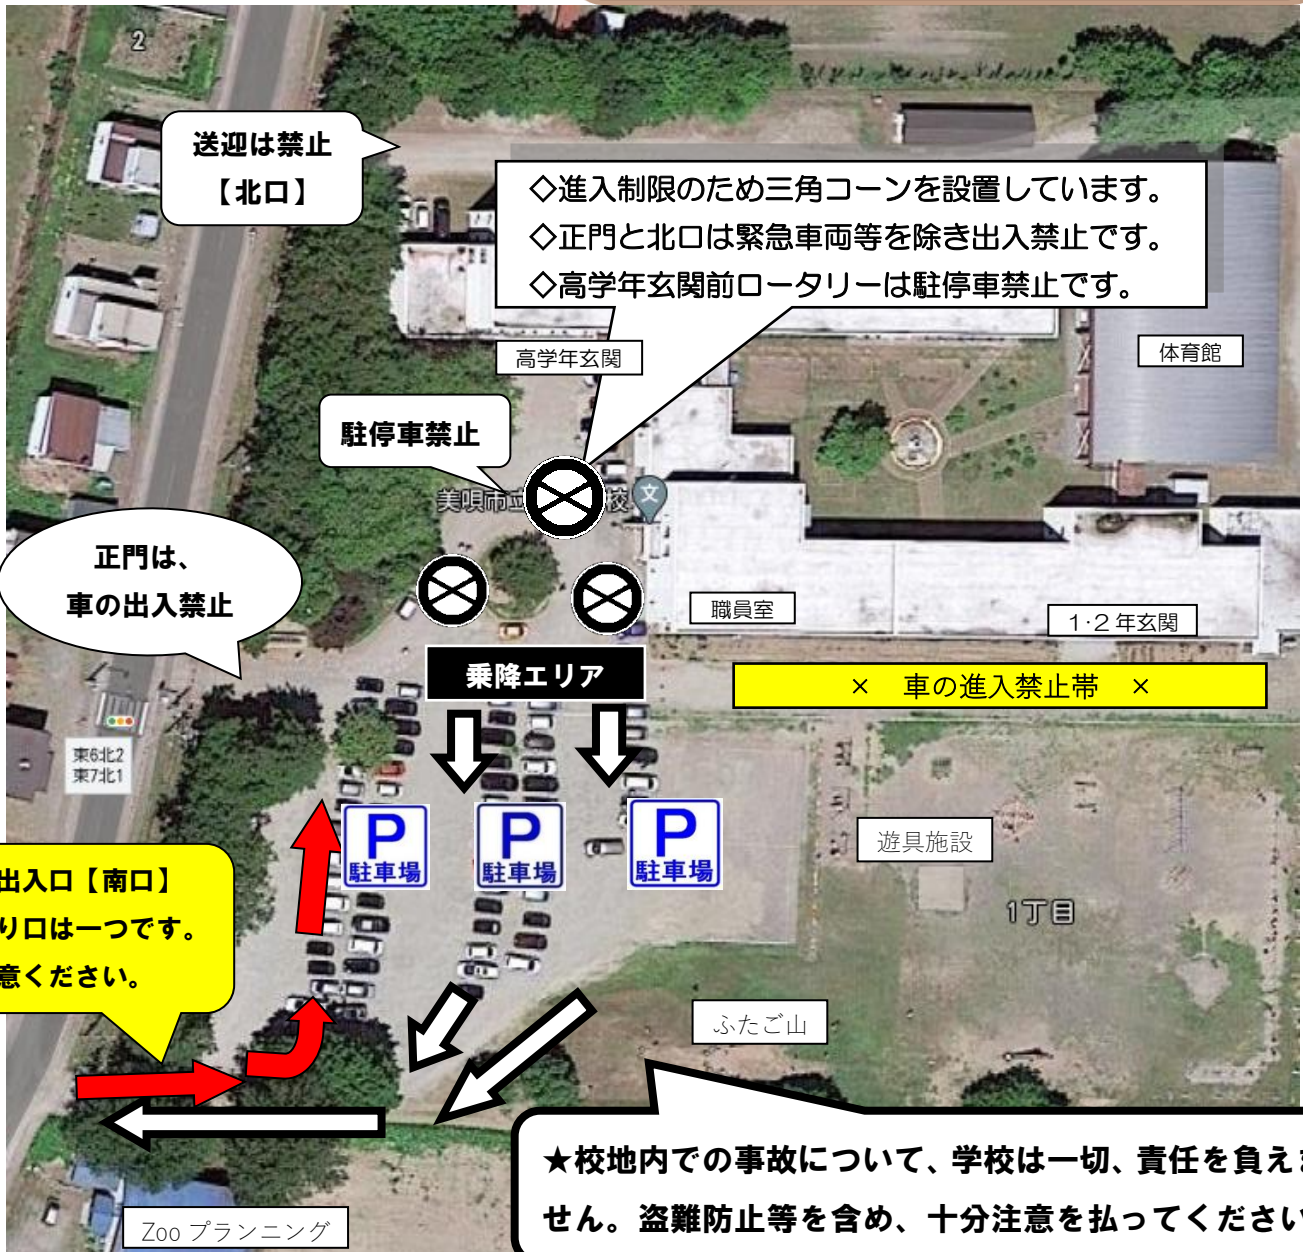 2
送迎は禁止
【北口】
◇進入制限のため三角コーンを設置しています。
◇正門と北口は緊急車両等を除き出入禁止です。
◇高学年玄関前ロータリーは駐停車禁止です。
高学年玄関
体育館
駐停車禁止
美唄市立
校
文
正門は、
車の出入禁止
職員室
1・2年玄関
乗降エリア
× 車の進入禁止帯 ×
東6北2
東7北1
P
駐車場
P
駐車場
P
駐車場
遊具施設
1丁目
出入口【南口】
り口は一つです。
意ください。
ふたご山
★校地内での事故について、学校は一切、責任を負えま
せん。盗難防止等を含め、十分注意を払ってください
Zoo プランニング